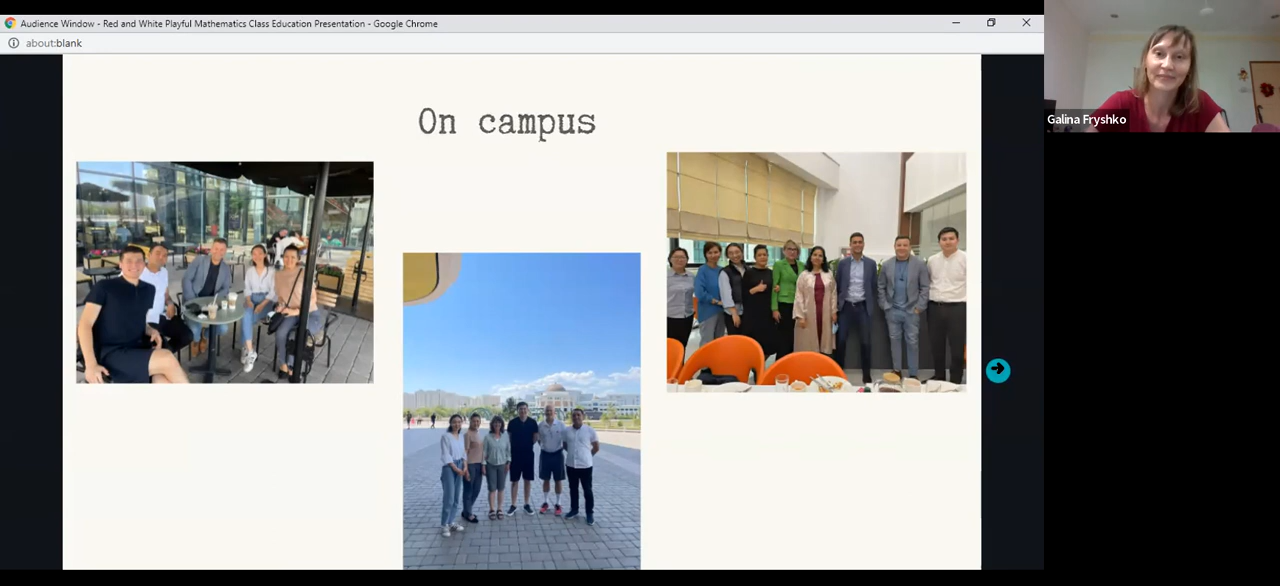 Audience Window - Red and White Playful Mathematics Class Education Presentation - Google Chrome
about:blank
On campus
Galina Fryshko